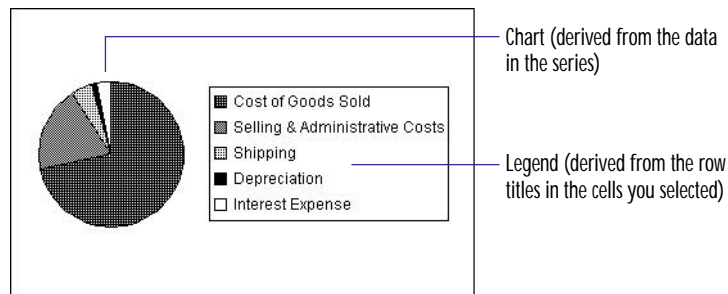 Chart (derived from the data
in the series)
Cost of Goods Sold
Selling & Administrative Costs
Shipping
Depreciation
Interest Expense
Legend (derived from the row
titles in the cells you selected)